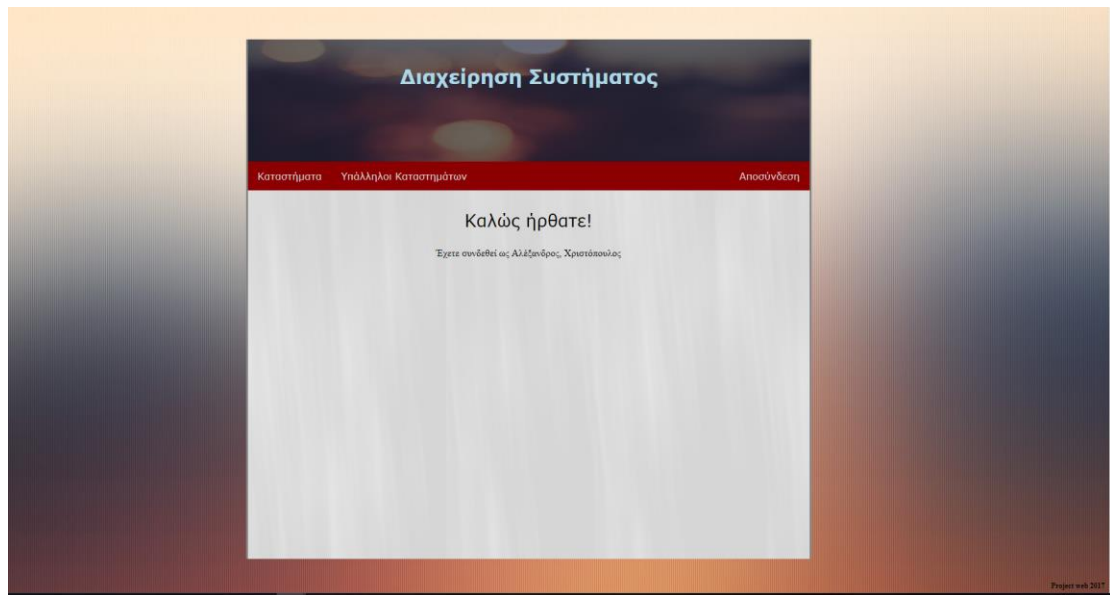 Διαχείρηση Συστήματος
Καταστήματα Υπάλληλοι Καταστημάτων Αποσύνδεση
Καλώς ήρθατε!
Έχετε συνδεθεί ως Αλέξανδρος, Χριστόπουλος
Project web 2017